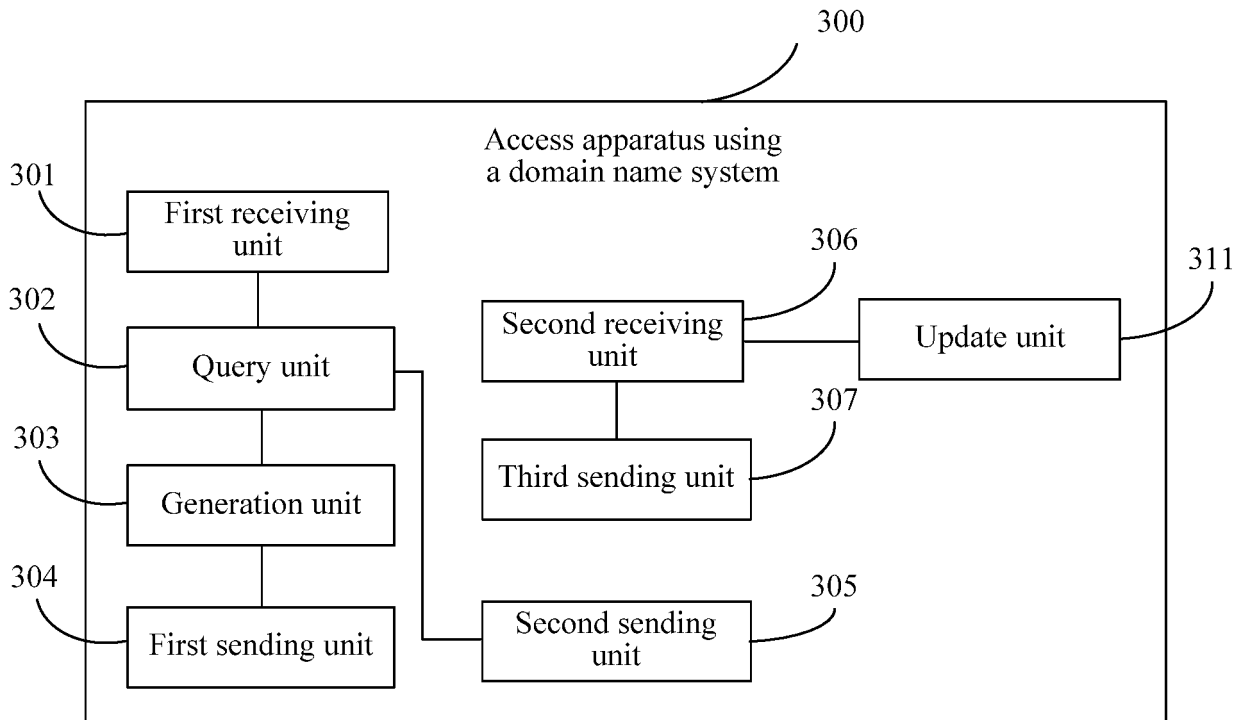 300
Access apparatus using
a domain name system
301
First receiving
unit
306
311
302
Second receiving
unit
Update unit
Query unit
307
303
Third sending unit
Generation unit
304
305
Second sending
unit
First sending unit